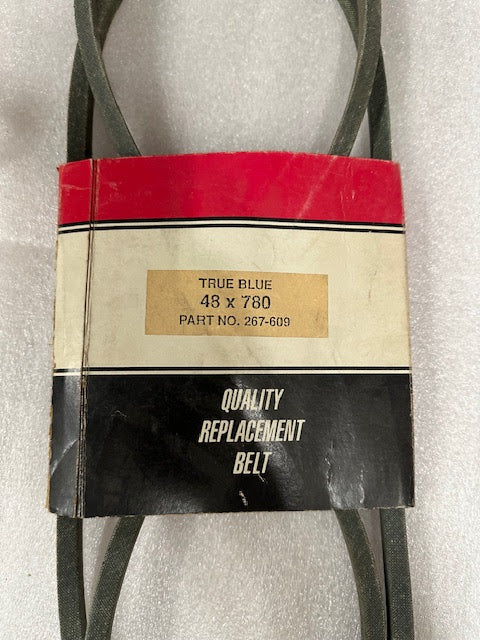 TRUE BLUE
48 x 780
PART NO. 267-609
QUALITY
REPLACEMENT
BELT